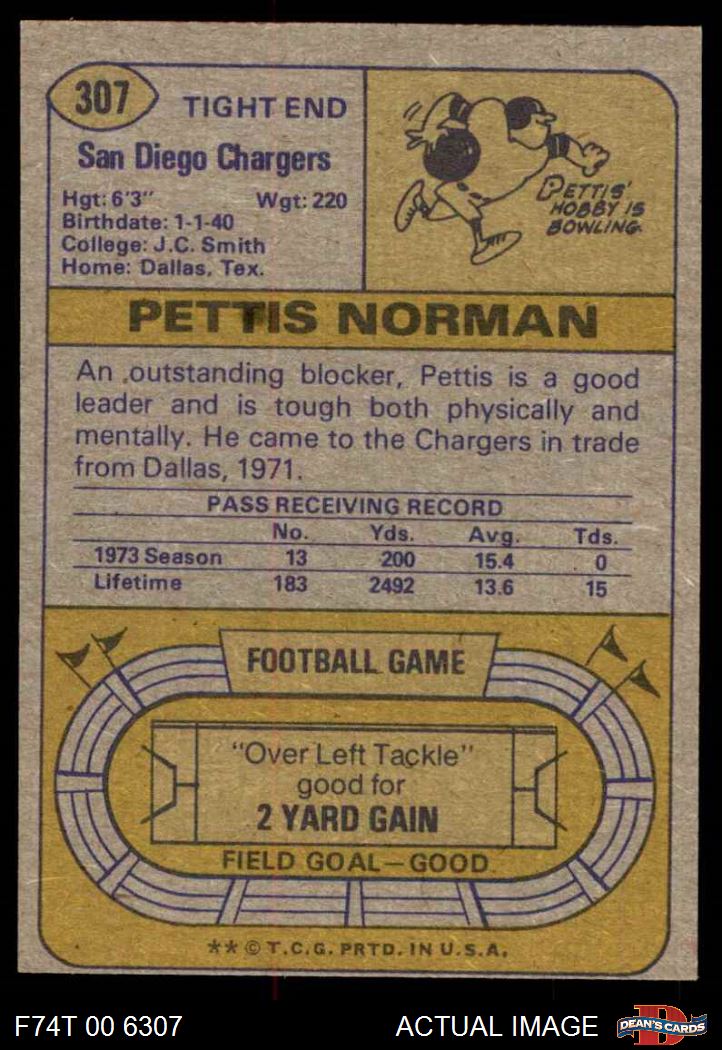 307
TIGHT END
San Diego Chargers
Hgt: 6'3" Wgt: 220
Birthdate: 1-1-40
College: J.C. Smith
Home: Dallas, Tex.
PETTIS'
HOBBY IS
BOWLING.
PETTIS NORMAN
An outstanding blocker, Pettis is a good
leader and is tough both physically and
mentally. He came to the Chargers in trade
from Dallas, 1971.
PASS RECEIVING RECORD
No. Yds. Avg. Tds.
1973 Season 13 200 15.4 0
Lifetime 183 2492 13.6 15
FOOTBALL GAME
"Over Left Tackle"
good for
2 YARD GAIN
FIELD GOAL—GOOD
** © T.C.G. PRTD. IN U.S.A.
F74T 00 6307 ACTUAL IMAGE
D
DEAN'S CARDS